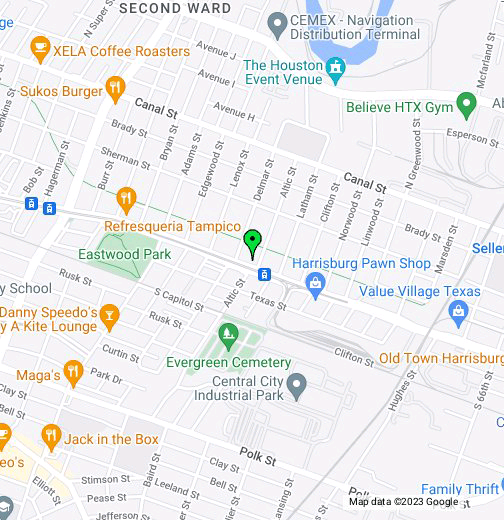 SECOND WARD
N Super St
CEMEX - Navigation
Distribution Terminal
XELA Coffee Roasters
Avenue J
The Houston
Event Venue
Mcfarland St
Avenue I
Sukos Burger
Canal St
Avenue H
Believe HTX Gym
Jenkins St
Brady St
Esperson St
N Greenwood St
Hagerman St
Bryan St
Adams St
Edgewood St
Lenox St
Delmar St
Altic St
Latham St
Clifton St
Norwood St
Linwood St
Sherman St
Canal St
Bob St
Burr St
Brady St
Marsden St
Refresqueria Tampico
Eastwood Park
Harrisburg Pawn Shop
Rusk St
Altic St
Texas St
Value Village Texas
S Capitol St
Danny Speedo's
A Kite Lounge
Rusk St
Evergreen Cemetery
Curtin St
Clifton St
Old Town Harrisburg
Maga's
Park Dr
Central City
Industrial Park
Hughes St
S 66th St
Clay St
Bell St
Jack in the Box
Polk St
Baird St
Clay St
Bell St
Elliott St
Stimson St
Leeland St
Pease St
Jefferson St
Family Thrift
Map data ©2023 Google